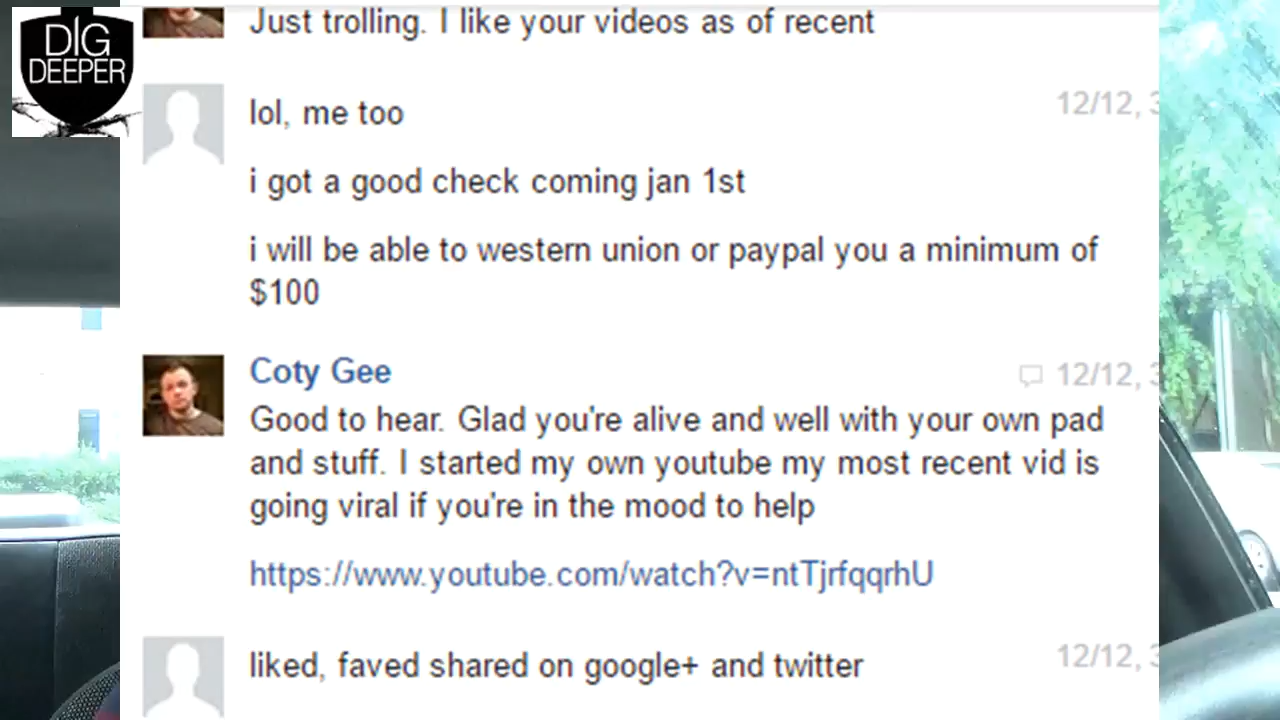 DIG
DEEPER
Just trolling. I like your videos as of recent
lol, me too
12/12,
i got a good check coming jan 1st
i will be able to western union or paypal you a minimum of
$100
Coty Gee
12/12,
Good to hear. Glad you're alive and well with your own pad
and stuff. I started my own youtube my most recent vid is
going viral if you're in the mood to help
https://www.youtube.com/watch?v=ntTjrfqqrhU
liked, faved shared on google+ and twitter
12/12,